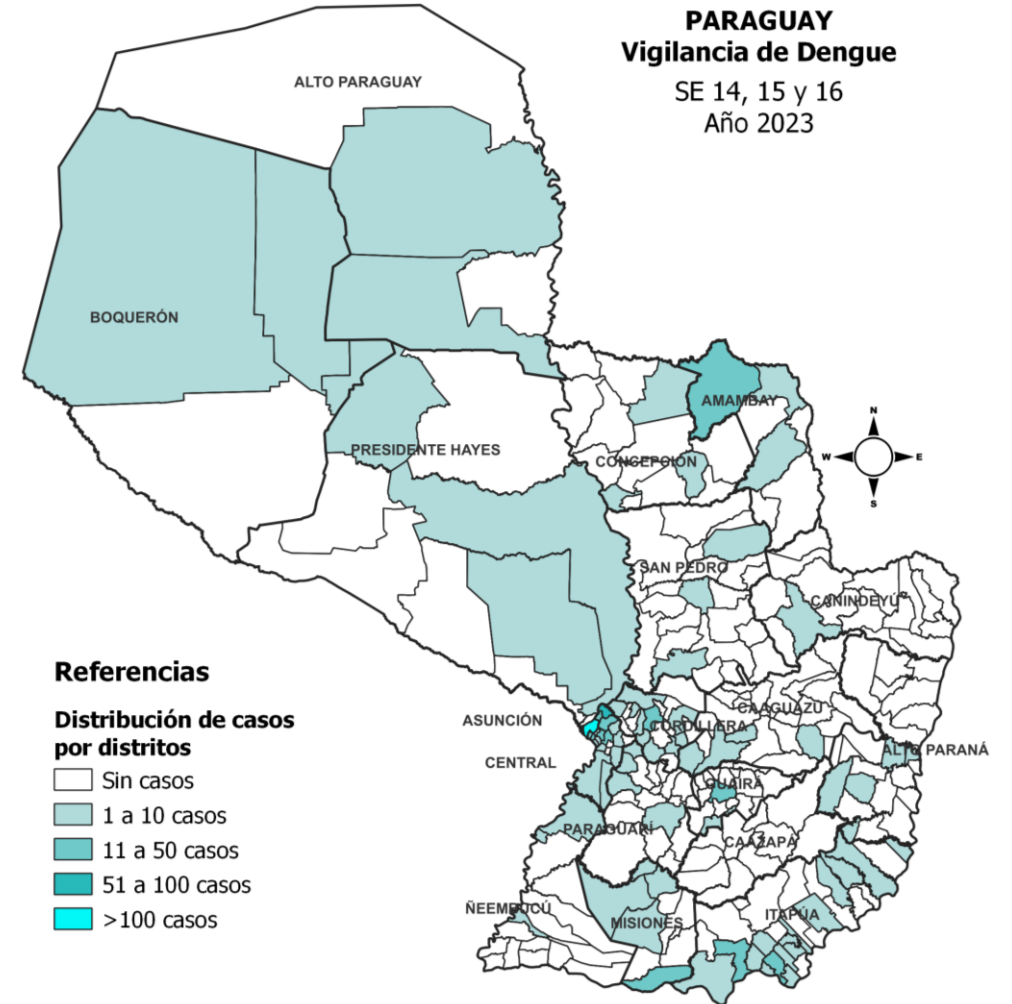 PARAGUAY
Vigilancia de Dengue
SE 14, 15 y 16
Año 2023
ALTO PARAGUAY
BOQUERÓN
AMAMBAY
N
W
E
S
PRESIDENTE HAYES
CONCEPCIÓN
SAN PEDRO
CANINDEYÚ
Referencias
Distribución de casos
por distritos
Sin casos
1 a 10 casos
11 a 50 casos
51 a 100 casos
>100 casos
ASUNCIÓN
CENTRAL
CORDILLERA
CAAGUAZÚ
ALTO PARANÁ
GUAIRÁ
PARAGUARÍ
CAAZAPÁ
ÑEEMBUCÚ
MISIONES
ITAPÚA